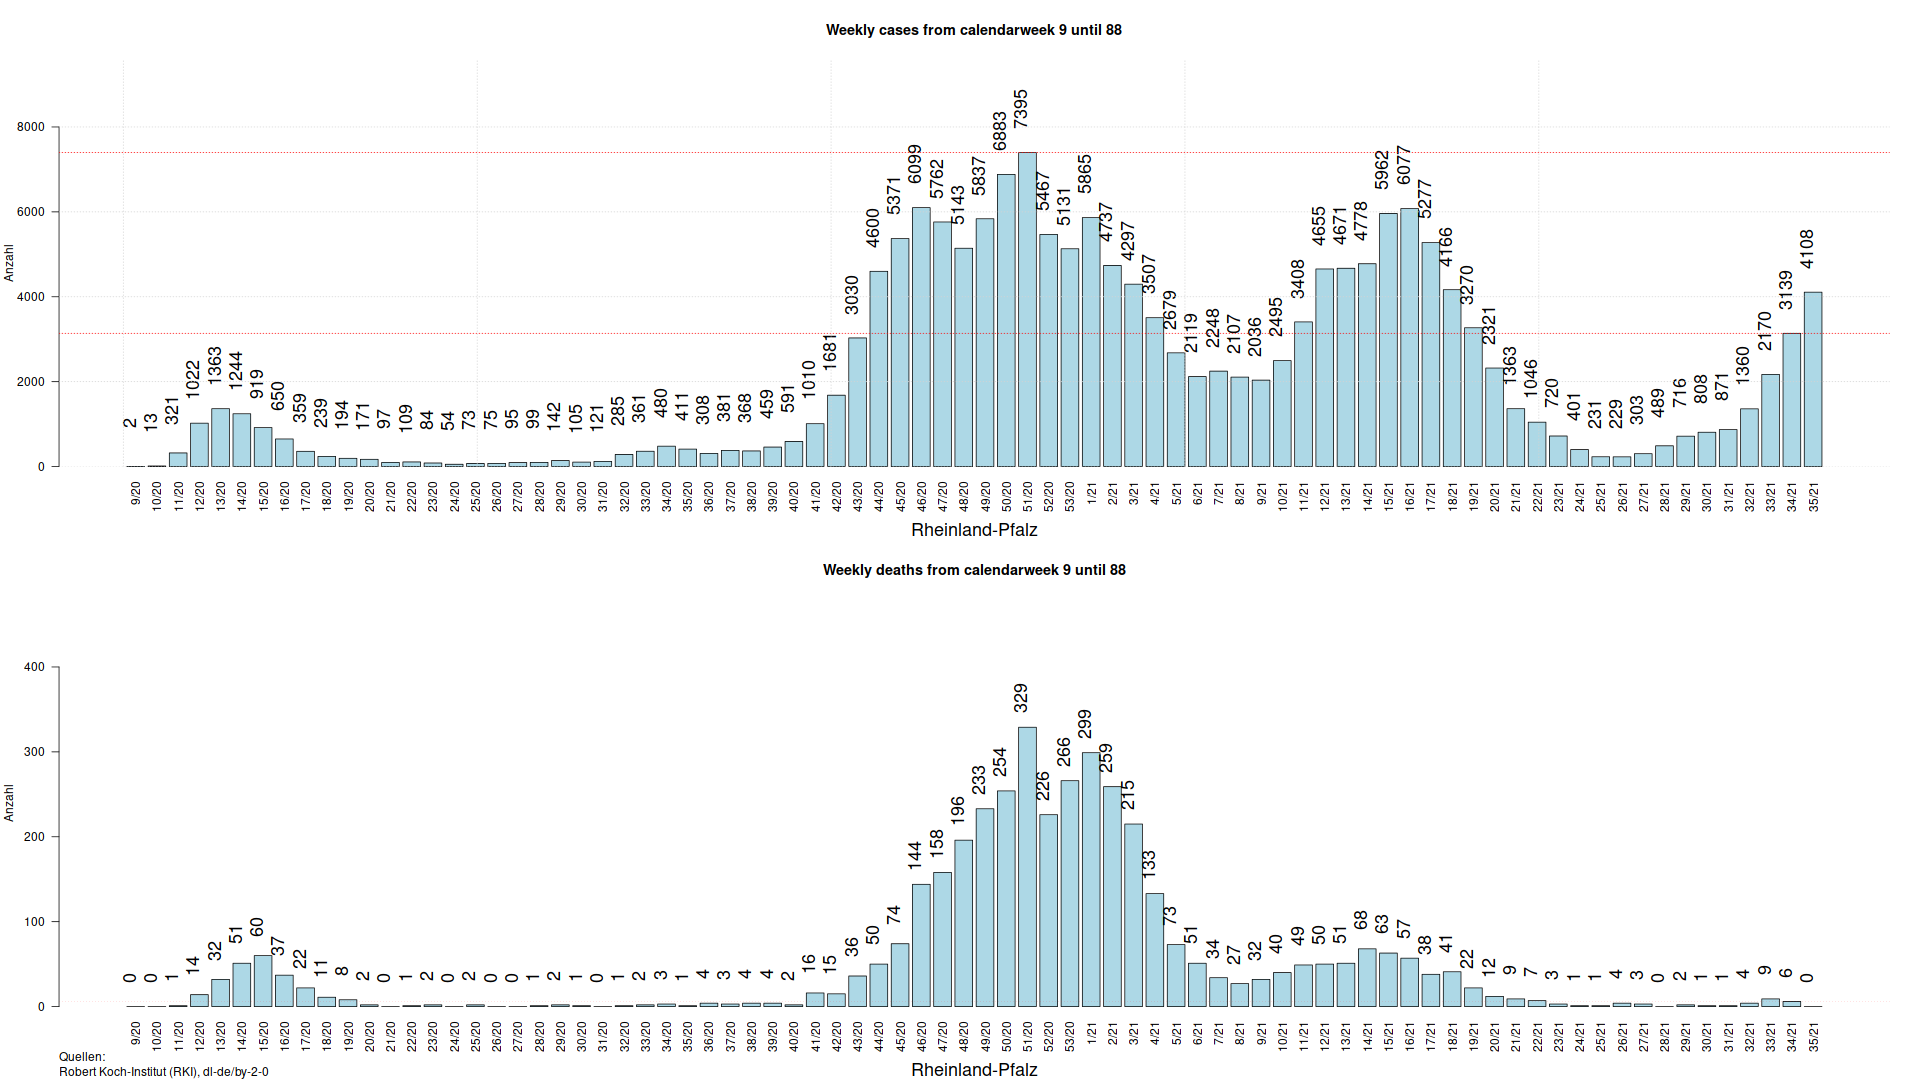 Weekly cases from calendarweek 9 until 88
Anzahl
8000
6000
4000
2000
0
2 13 321 1022 1363 1244 919 650 359 239 194 171 97 109 84 54 73 75 95 99 142 105 121 285 361 480 411 308 381 368 459 591 1010 1681 3030 4600 5371 6099 5762 5143 5837 6883 7395 5467 5131 5865 4737 4297 3507 2679 2119 2248 2107 2036 2495 3408 4655 4671 4778 5962 6077 5277 4166 3270 2321 1363 1046 720 401 231 229 303 489 716 808 871 1360 2170 3139 4108
9/20 10/20 11/20 12/20 13/20 14/20 15/20 16/20 17/20 18/20 19/20 20/20 21/20 22/20 23/20 24/20 25/20 26/20 27/20 28/20 29/20 30/20 31/20 32/20 33/20 34/20 35/20 36/20 37/20 38/20 39/20 40/20 41/20 42/20 43/20 44/20 45/20 46/20 47/20 48/20 49/20 50/20 51/20 52/20 53/20 1/21 2/21 3/21 4/21 5/21 6/21 7/21 8/21 9/21 10/21 11/21 12/21 13/21 14/21 15/21 16/21 17/21 18/21 19/21 20/21 21/21 22/21 23/21 24/21 25/21 26/21 27/21 28/21 29/21 30/21 31/21 32/21 33/21 34/21 35/21
Rheinland-Pfalz
Weekly deaths from calendarweek 9 until 88
Anzahl
400
300
200
100
0
0 0 1 14 32 51 60 37 22 11 8 2 0 1 2 0 2 0 0 1 2 1 0 1 2 3 1 4 3 4 4 2 16 15 36 50 74 144 158 196 233 254 329 226 266 299 259 215 133 73 51 34 27 32 40 49 50 51 68 63 57 38 41 22 12 9 7 3 1 1 4 3 0 2 1 1 4 9 6 0
9/20 10/20 11/20 12/20 13/20 14/20 15/20 16/20 17/20 18/20 19/20 20/20 21/20 22/20 23/20 24/20 25/20 26/20 27/20 28/20 29/20 30/20 31/20 32/20 33/20 34/20 35/20 36/20 37/20 38/20 39/20 40/20 41/20 42/20 43/20 44/20 45/20 46/20 47/20 48/20 49/20 50/20 51/20 52/20 53/20 1/21 2/21 3/21 4/21 5/21 6/21 7/21 8/21 9/21 10/21 11/21 12/21 13/21 14/21 15/21 16/21 17/21 18/21 19/21 20/21 21/21 22/21 23/21 24/21 25/21 26/21 27/21 28/21 29/21 30/21 31/21 32/21 33/21 34/21 35/21
Rheinland-Pfalz
Quellen:
Robert Koch-Institut (RKI), dl-de/by-2-0